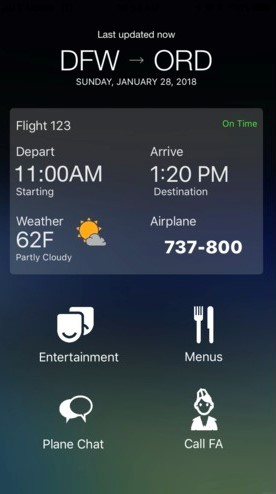 Last updated now
DFW → ORD
SUNDAY, JANUARY 28, 2018
Flight 123 On Time
Depart Arrive
11:00AM 1:20 PM
Starting Destination
Weather Airplane
62F 737-800
Partly Cloudy
Entertainment Menus
Plane Chat Call FA